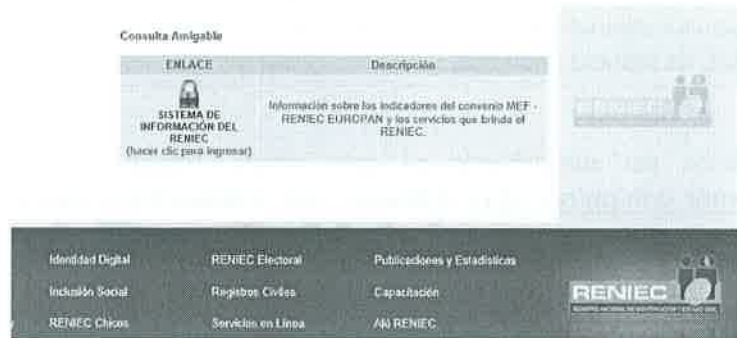 Consulta Amigable
ENLACE
Descripción
SISTEMA DE
INFORMACIÓN DEL
RENIEC
(hacer clic para ingresar)
Información sobre los indicadores del convenio MEF -
RENIEC EUROPAN y los servicios que brinda el
RENIEC.
Identidad Digital
RENIEC Electoral
Publicaciones y Estadísticas
Inclusión Social
Registros Civiles
Capacitación
RENIEC Chicos
Servicios en Línea
Aló RENIEC
RENIEC